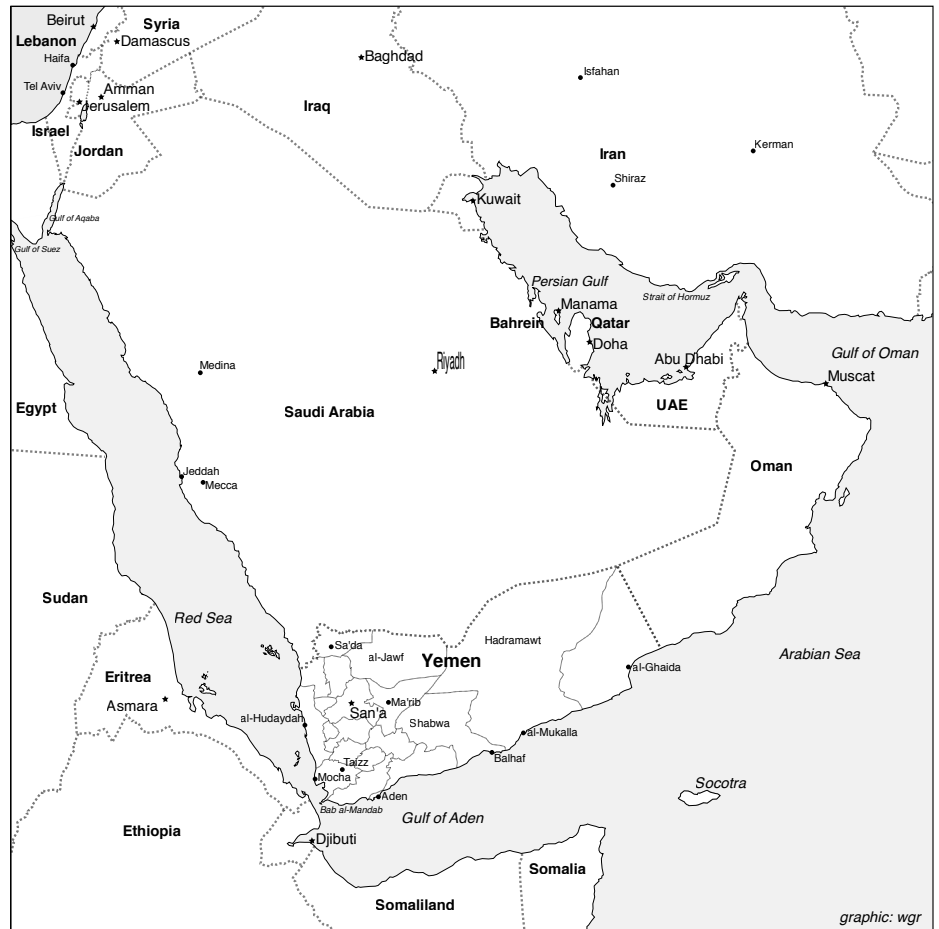 Beirut
Syria
Lebanon
Damascus
Haifa
Baghdad
Isfahan
Tel Aviv
Amman
Jerusalem
Iraq
Israel
Jordan
Iran
Kerman
Shiraz
Kuwait
Gulf of Aqaba
Gulf of Suez
Persian Gulf
Strait of Hormuz
Manama
Bahrein
Qatar
Doha
Gulf of Oman
Abu Dhabi
Riyadh
Medina
Muscat
Egypt
Saudi Arabia
UAE
Oman
Jeddah
Mecca
Sudan
Red Sea
Hadramawt
Sa'da
al-Jawf
Yemen
Arabian Sea
al-Ghaida
Eritrea
Asmara
Ma'rib
San'a
al-Hudaydah
Shabwa
al-Mukalla
Balhaf
Taizz
Mocha
Socotra
Aden
Bab al-Mandab
Gulf of Aden
Ethiopia
Djibuti
Somalia
Somaliland
graphic: wgr